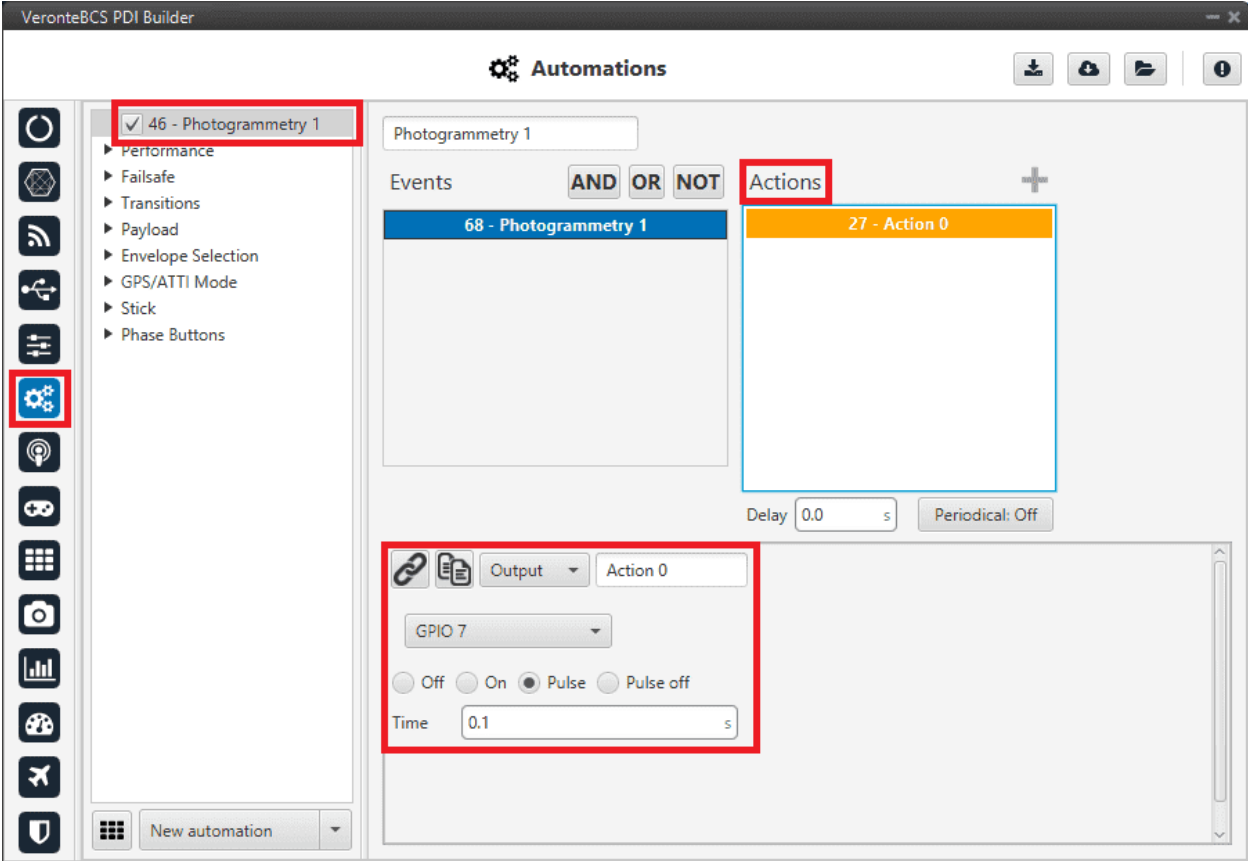 VeronteBCS PDI Builder
Automations
46 - Photogrammetry 1
Performance
Failsafe
Transitions
Payload
Envelope Selection
GPS/ATTI Mode
Stick
Phase Buttons
New automation
Photogrammetry 1
Events AND OR NOT
68 - Photogrammetry 1
Actions
27 - Action 0
Delay 0.0 s Periodical: Off
Output Action 0
GPIO 7
Off On Pulse Pulse off
Time 0.1 s